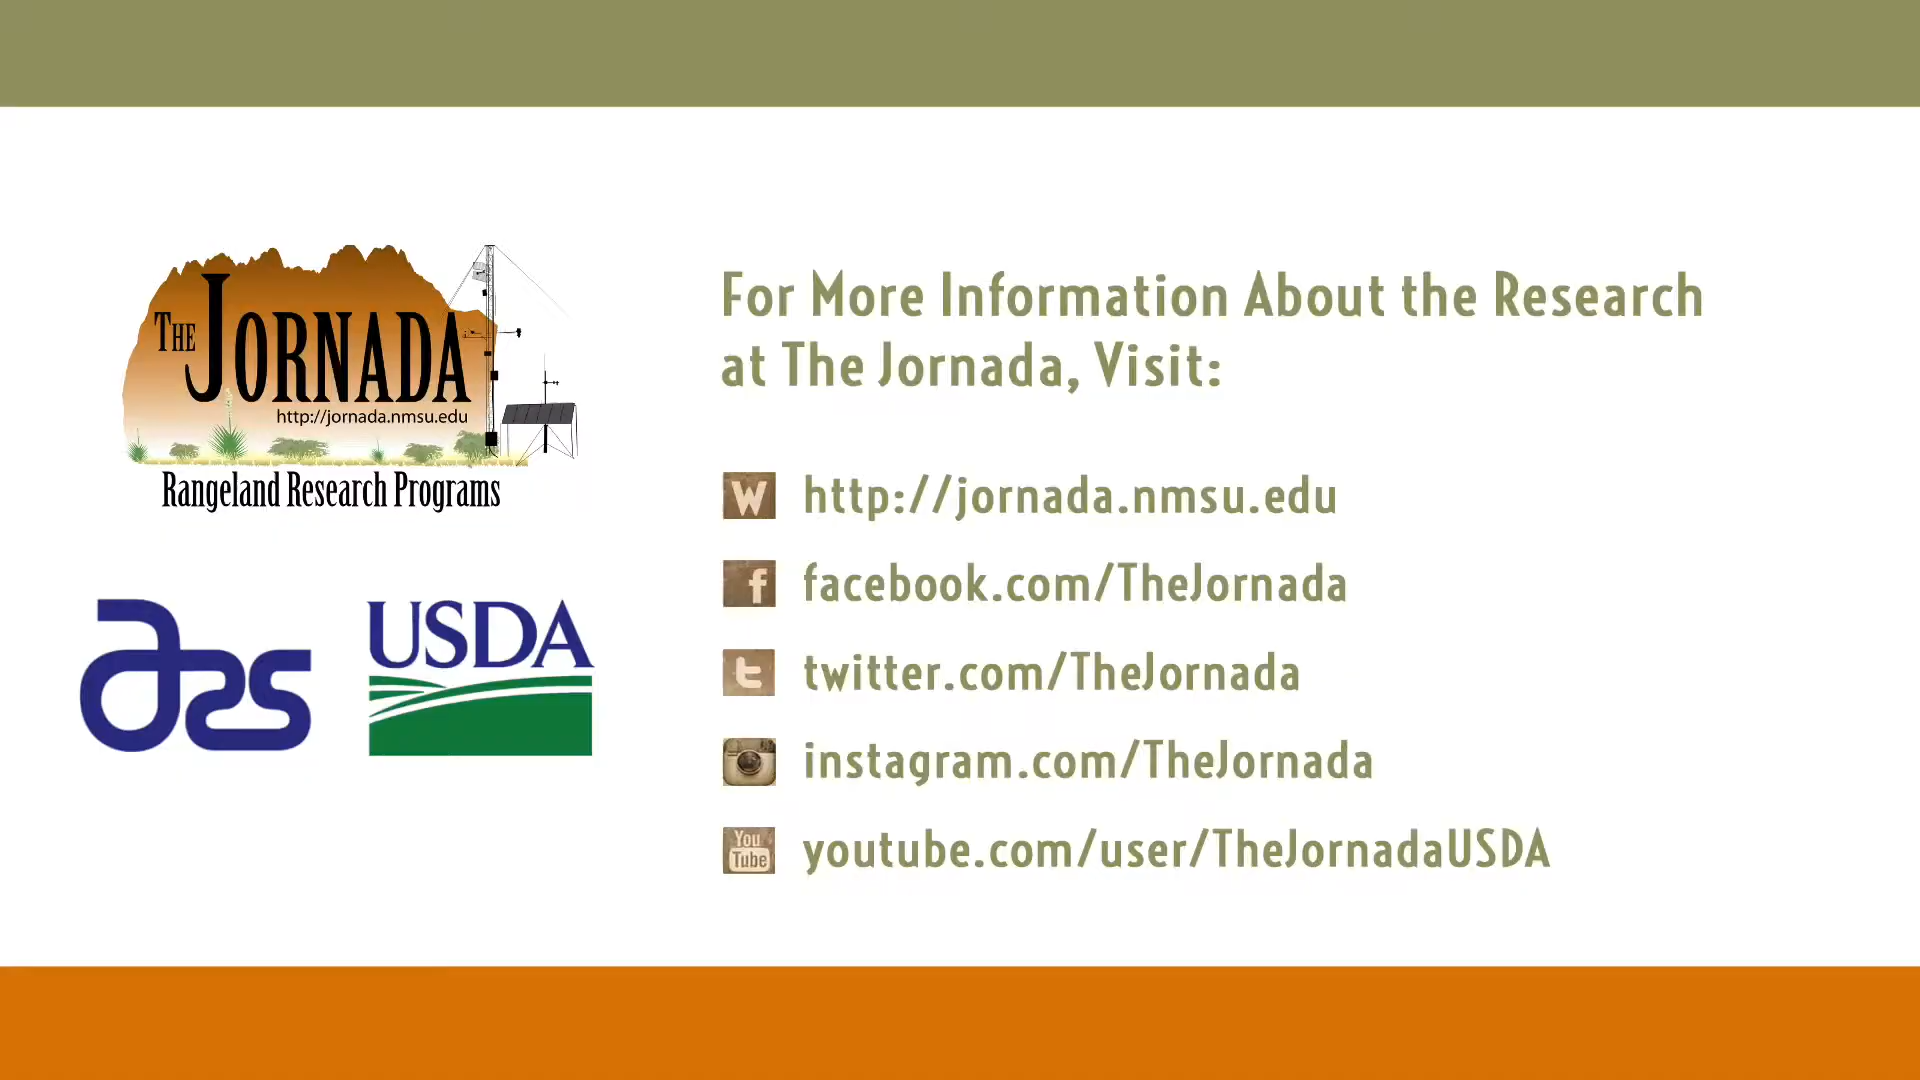 THE JORNADA
http://jornada.nmsu.edu
Rangeland Research Programs
ars
USDA
For More Information About the Research
at The Jornada, Visit:
W http://jornada.nmsu.edu
f facebook.com/TheJornada
t twitter.com/TheJornada
instagram.com/TheJornada
You Tube youtube.com/user/TheJornadaUSDA